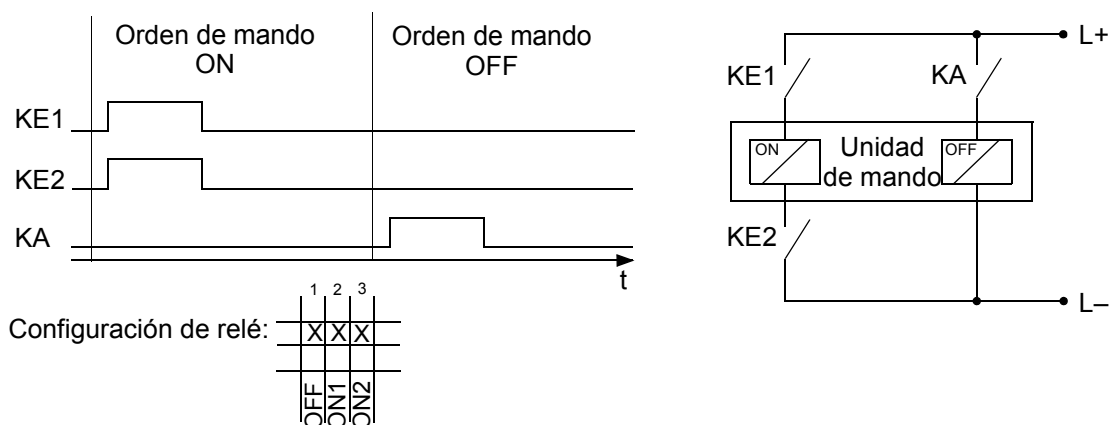 Orden de mando
ON
Orden de mando
OFF
KE1
KE2
KA
t
1 2 3
Configuración de relé:
X X X
OFF
ON1
ON2
L+
KE1
KA
ON
Unidad
de mando
OFF
KE2
L–